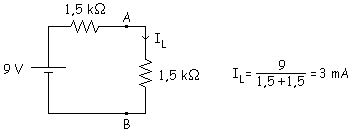 1,5 kΩ
A
I_L
9 V
1,5 kΩ
B
I_L = 9 / 1,5 + 1,5 = 3 mA